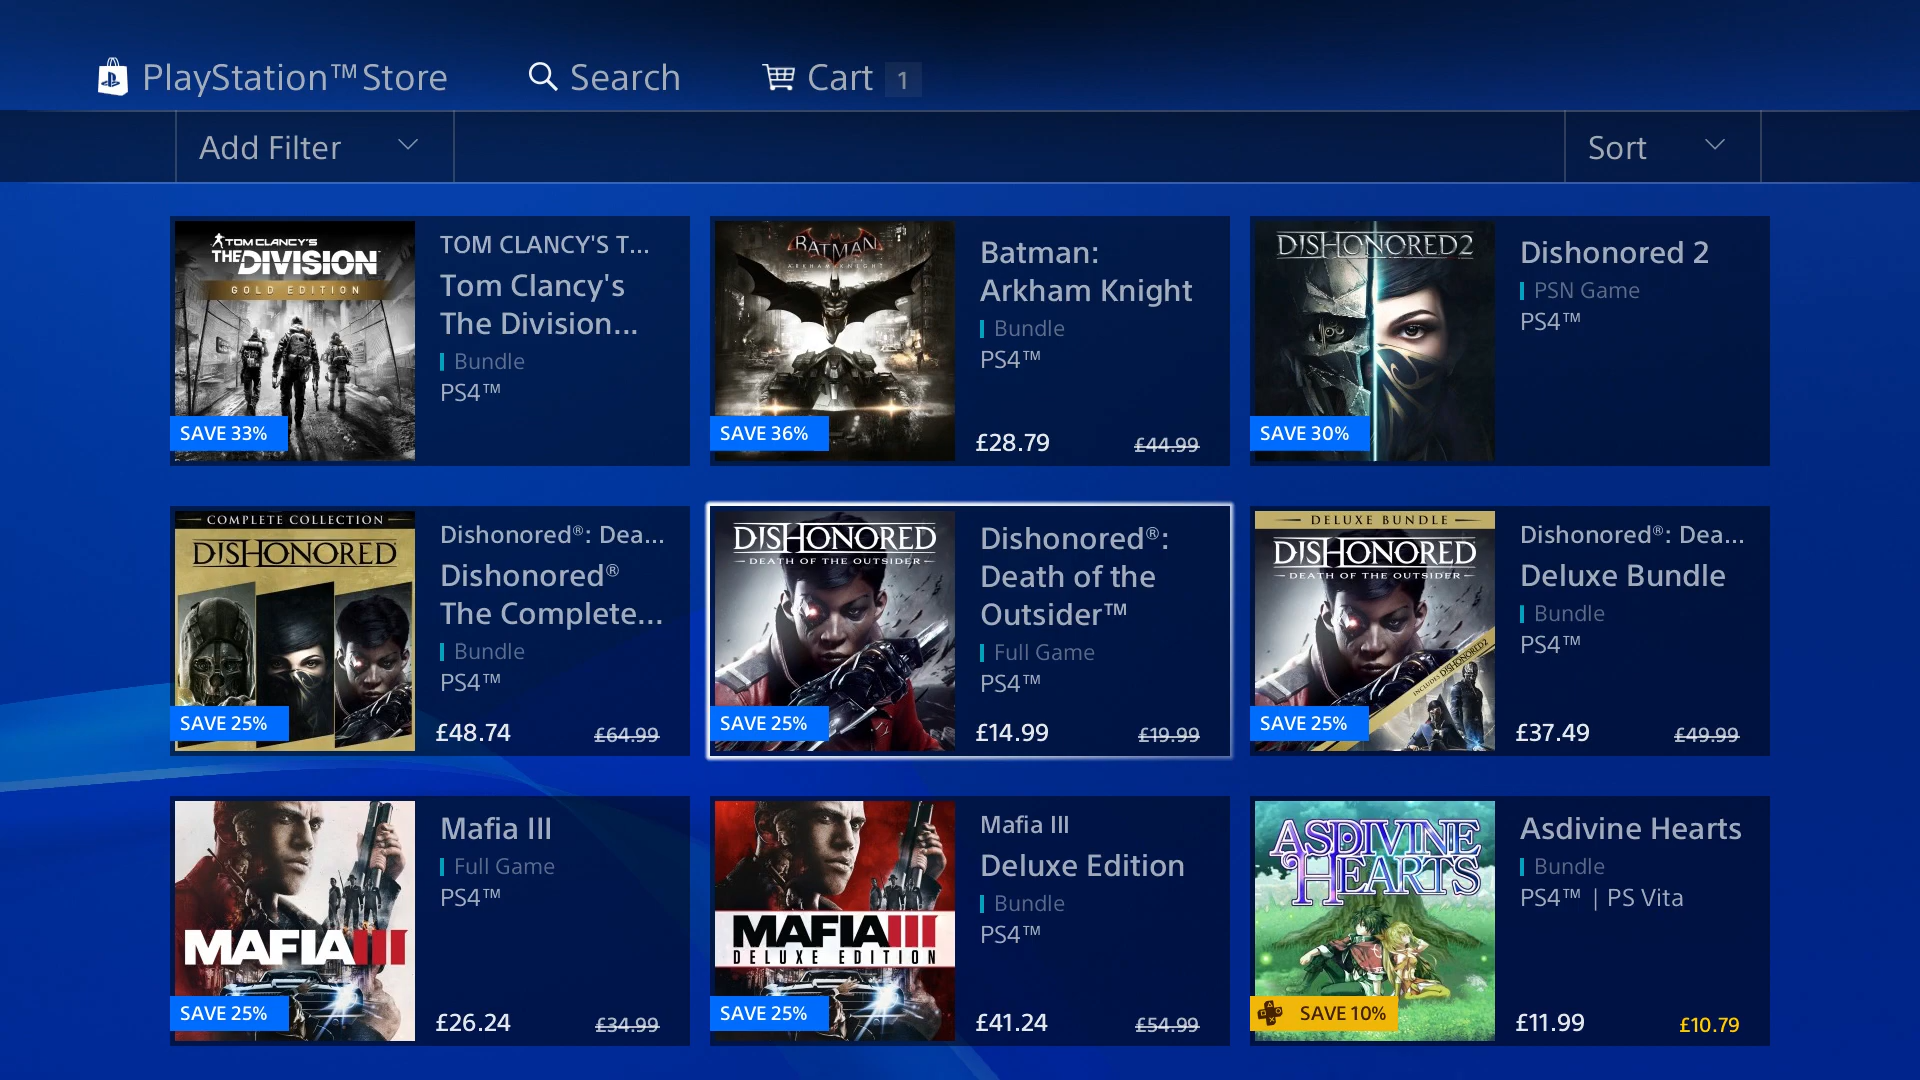 PlayStation™Store
Search
Cart 1
Add Filter
Sort
TOM CLANCY'S
THE DIVISION
GOLD EDITION
SAVE 33%
TOM CLANCY'S T...
Tom Clancy's
The Division...
Bundle
PS4™
BATMAN
ARKHAM KNIGHT
SAVE 36%
Batman:
Arkham Knight
Bundle
PS4™
£28.79 £44.99
DISHONORED 2
SAVE 30%
Dishonored 2
PSN Game
PS4™
COMPLETE COLLECTION
DISHONORED
SAVE 25%
Dishonored®: Dea...
Dishonored®
The Complete...
Bundle
PS4™
£48.74 £64.99
DISHONORED
DEATH OF THE OUTSIDER
SAVE 25%
Dishonored®:
Death of the
Outsider™
Full Game
PS4™
£14.99 £19.99
DELUXE BUNDLE
DISHONORED
DEATH OF THE OUTSIDER
INCLUDES DISHONORED 2
SAVE 25%
Dishonored®: Dea...
Deluxe Bundle
Bundle
PS4™
£37.49 £49.99
MAFIA III
SAVE 25%
Mafia III
Full Game
PS4™
£26.24 £34.99
MAFIA III
DELUXE EDITION
SAVE 25%
Mafia III
Deluxe Edition
Bundle
PS4™
£41.24 £54.99
ASDIVINE
HEARTS
SAVE 10%
Asdivine Hearts
Bundle
PS4™ | PS Vita
£11.99 £10.79